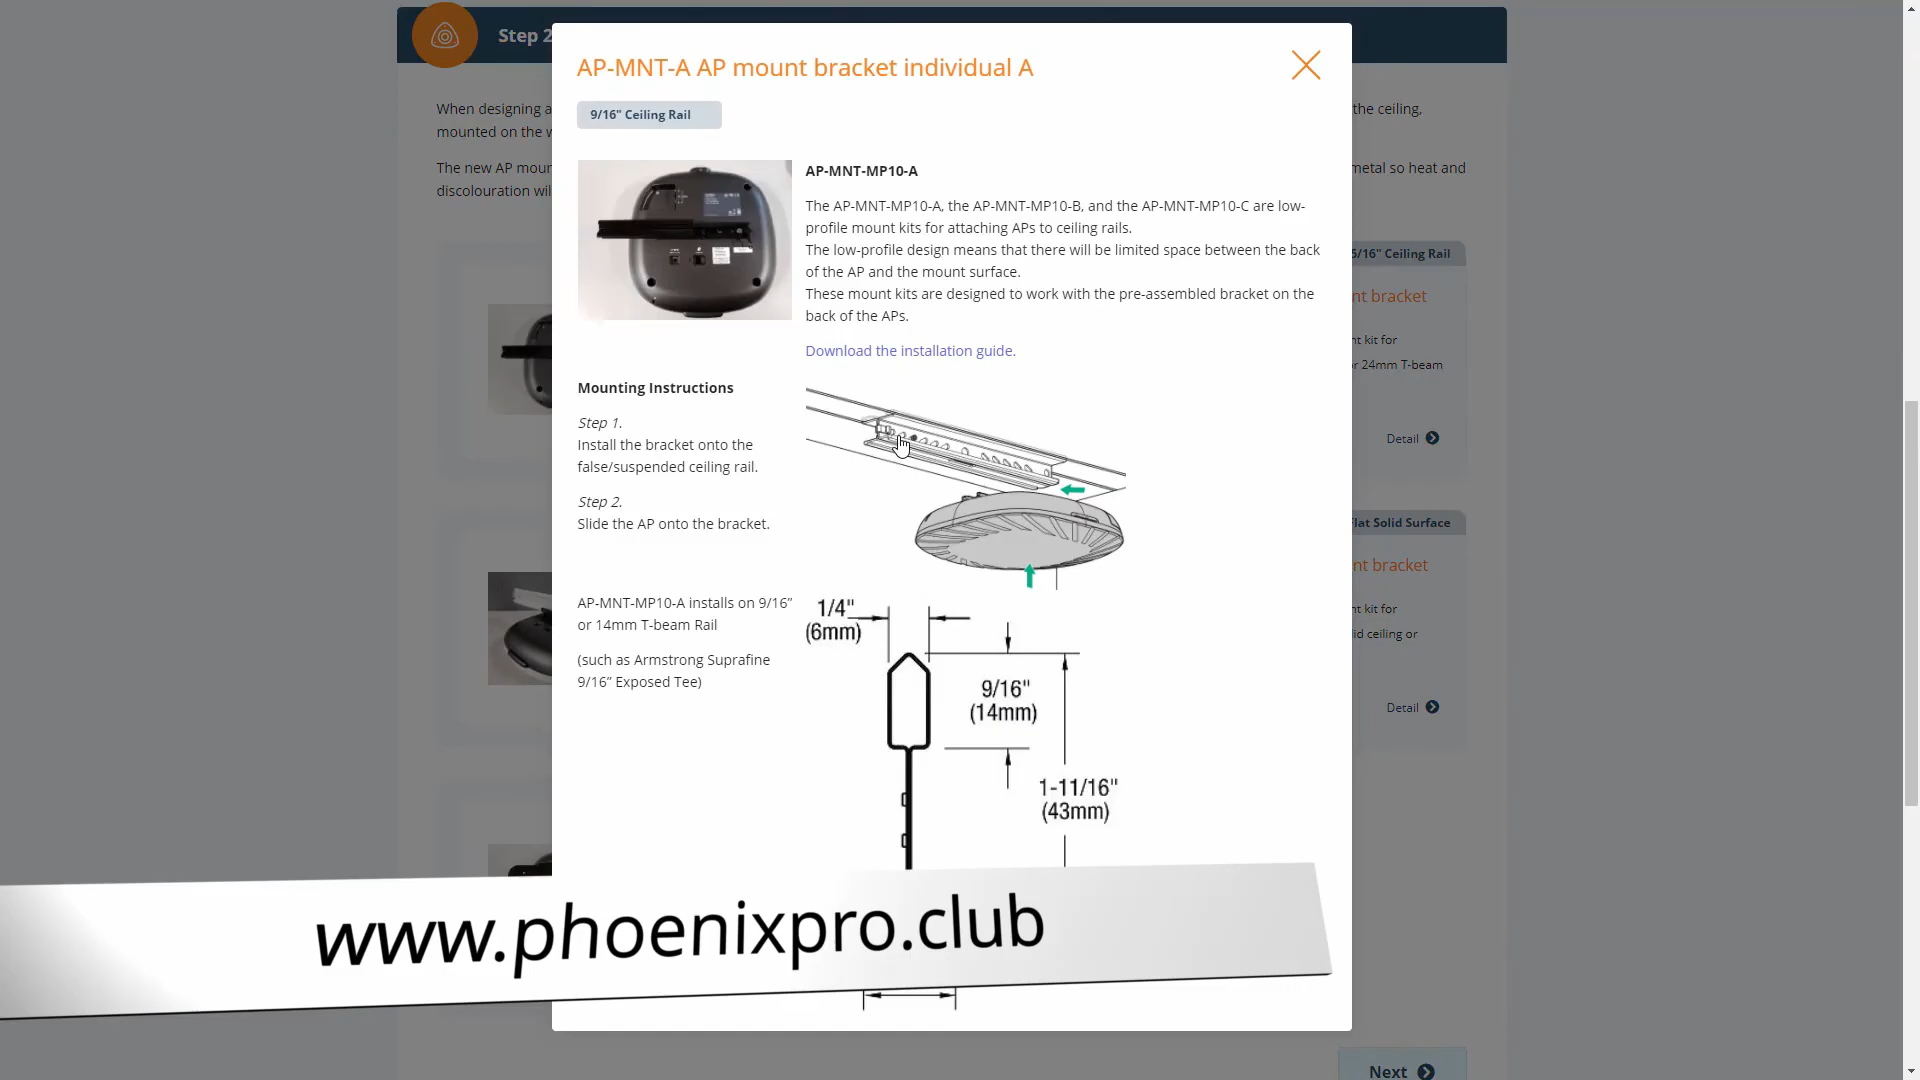 Step 2
AP-MNT-A AP mount bracket individual A
9/16" Ceiling Rail
When designing a
the ceiling,
mounted on the
The new AP moun
metal so heat and
discolouration wil
AP-MNT-MP10-A
The AP-MNT-MP10-A, the AP-MNT-MP10-B, and the AP-MNT-MP10-C are low-
profile mount kits for attaching APs to ceiling rails.
The low-profile design means that there will be limited space between the back
of the AP and the mount surface.
These mount kits are designed to work with the pre-assembled bracket on the
back of the APs.
Download the installation guide.
5/16" Ceiling Rail
nt bracket
nt kit for
or 24mm T-beam
Detail
Mounting Instructions
Step 1.
Install the bracket onto the
false/suspended ceiling rail.
Step 2.
Slide the AP onto the bracket.
Flat Solid Surface
nt bracket
nt kit for
lid ceiling or
Detail
AP-MNT-MP10-A installs on 9/16”
or 14mm T-beam Rail
(such as Armstrong Suprafine
9/16” Exposed Tee)
1/4"
(6mm)
9/16"
(14mm)
1-11/16"
(43mm)
www.phoenixpro.club
Next